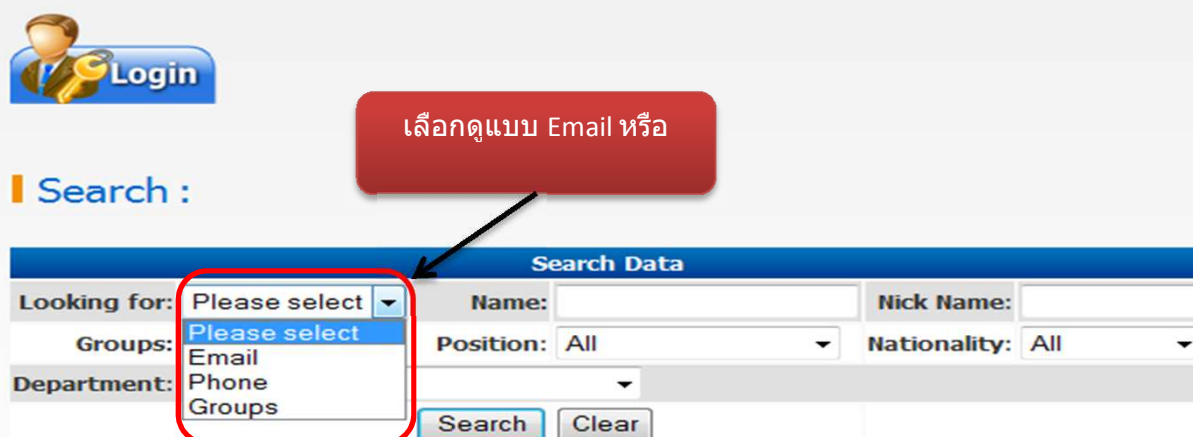 Login
เลือกดูแบบ Email หรือ
Search :
Search Data
Looking for: Please select Name: Nick Name:
Please select
Groups: Email Position: All Nationality: All
Department: Phone
Groups
Search Clear